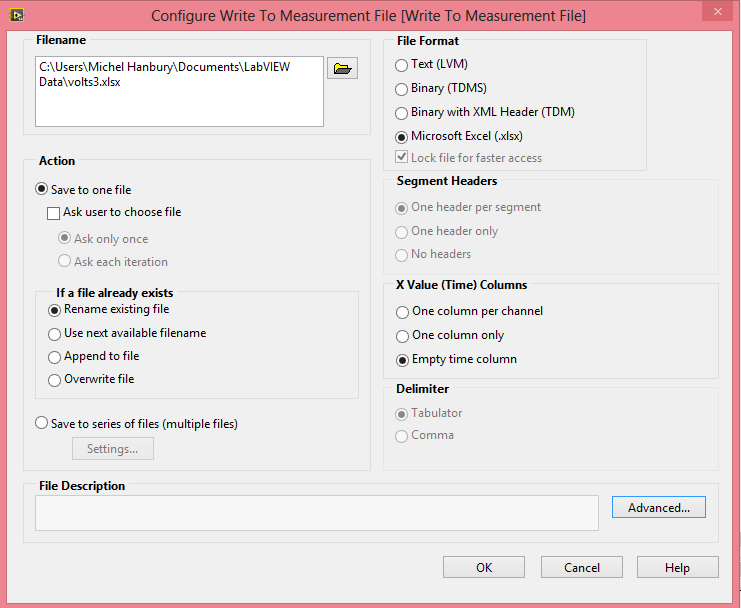 Configure Write To Measurement File [Write To Measurement File]
Filename
C:\Users\Michel Hanbury\Documents\LabVIEW
Data\volts3.xlsx
Action
Save to one file
Ask user to choose file
Ask only once
Ask each iteration
If a file already exists
Rename existing file
Use next available filename
Append to file
Overwrite file
Save to series of files (multiple files)
Settings...
File Format
Text (LVM)
Binary (TDMS)
Binary with XML Header (TDM)
Microsoft Excel (.xlsx)
Lock file for faster access
Segment Headers
One header per segment
One header only
No headers
X Value (Time) Columns
One column per channel
One column only
Empty time column
Delimiter
Tabulator
Comma
File Description
Advanced...
OK
Cancel
Help